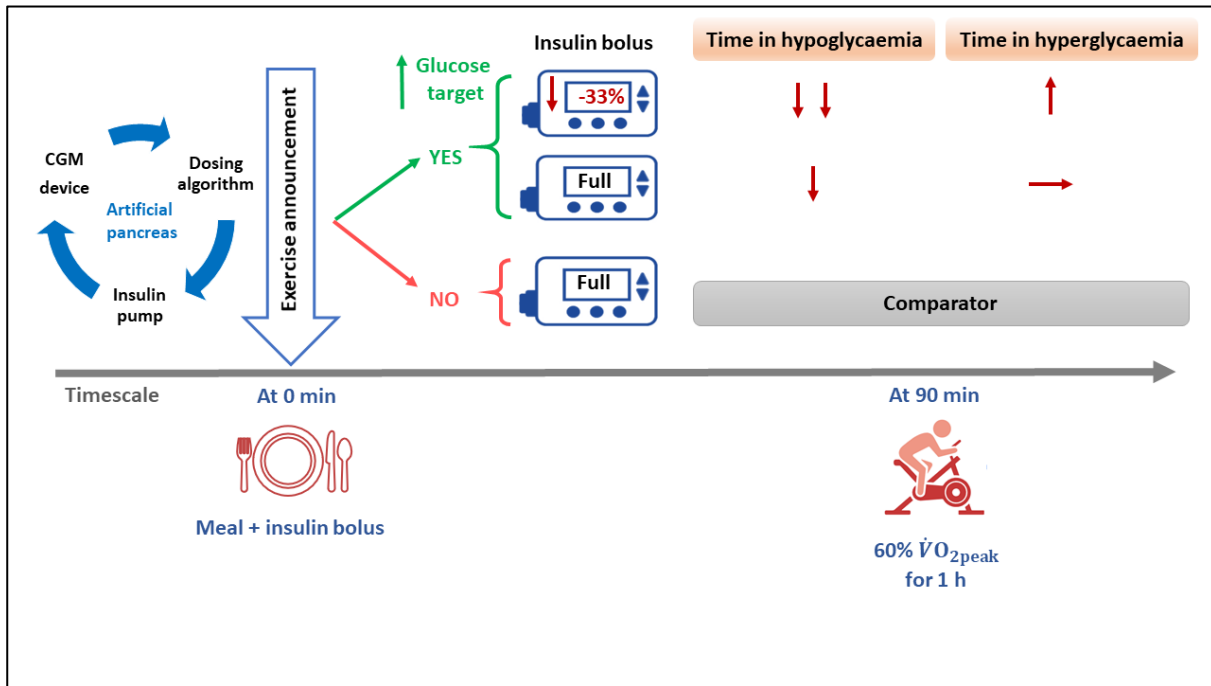 Insulin bolus
Time in hypoglycaemia
Time in hyperglycaemia
Glucose
target
-33%
YES
Full
NO
Full
Comparator
CGM
device
Dosing
algorithm
Artificial
pancreas
Insulin
pump
Exercise announcement
Timescale
At 0 min
At 90 min
Meal + insulin bolus
60% V̇O₂peak
for 1 h